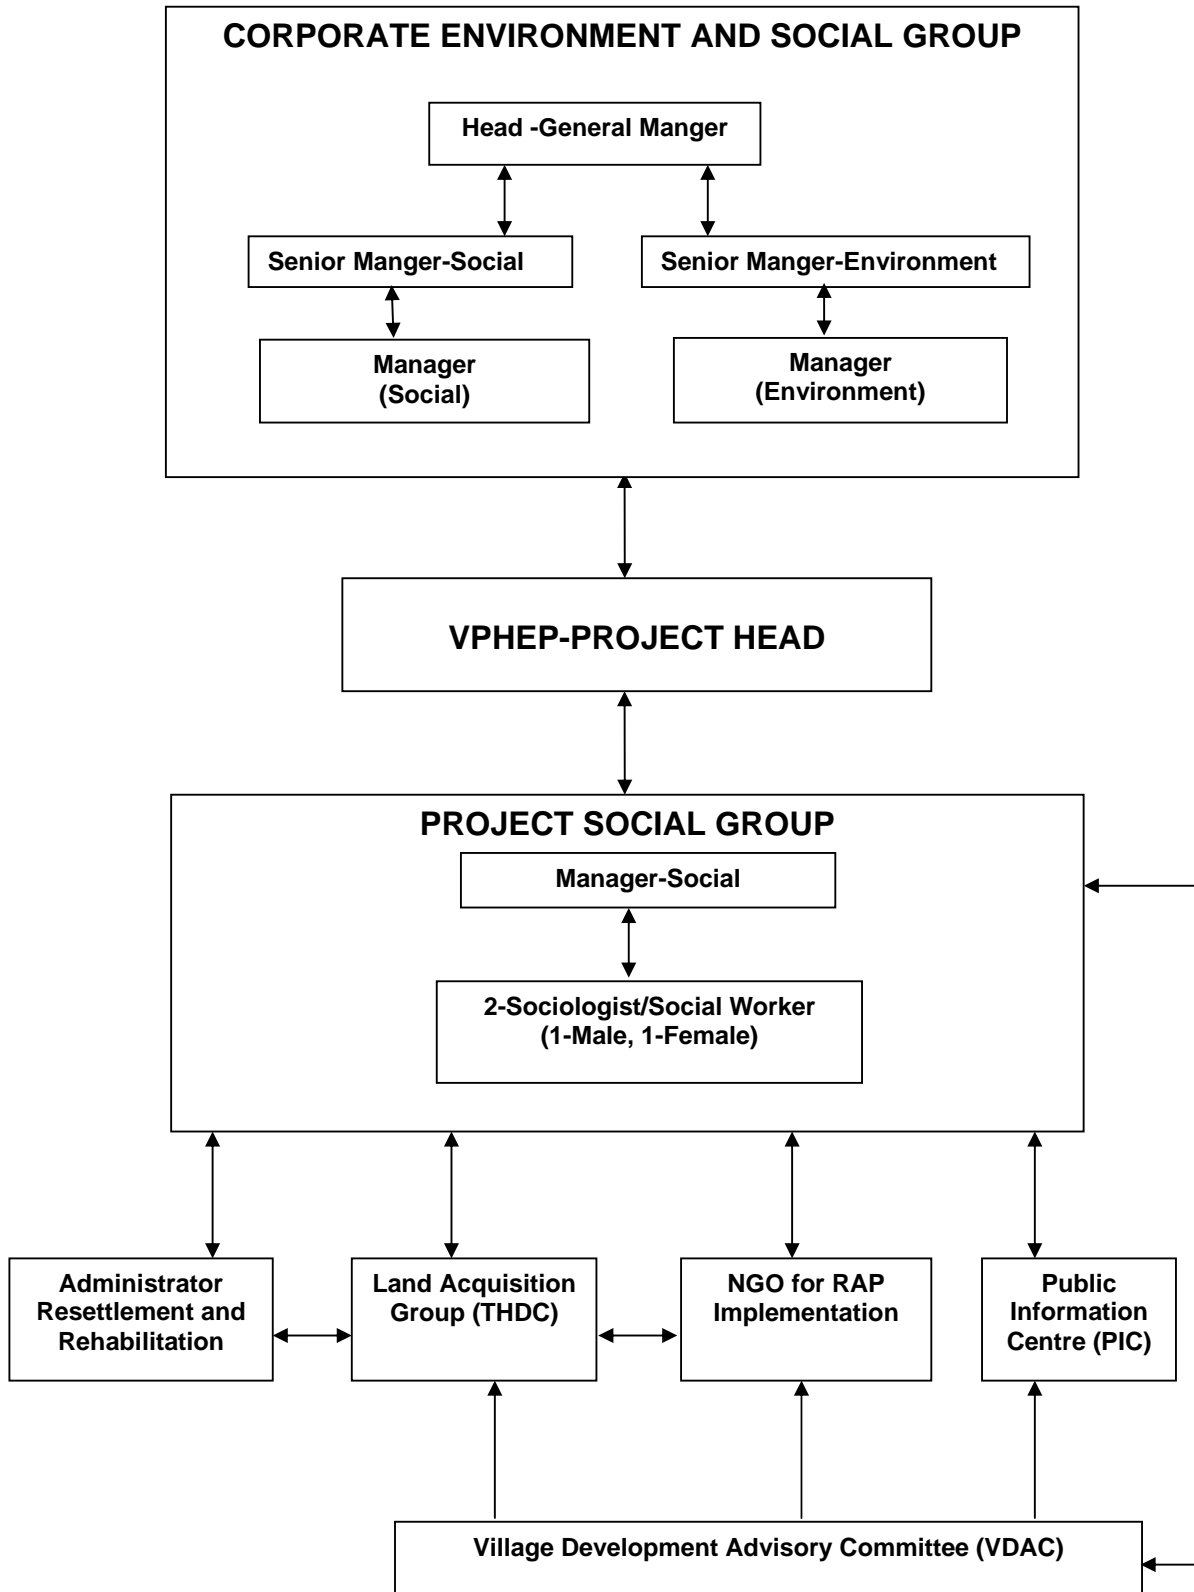 CORPORATE ENVIRONMENT AND SOCIAL GROUP
Head -General Manger
Senior Manger-Social
Senior Manger-Environment
Manager
(Social)
Manager
(Environment)
VPHEP-PROJECT HEAD
PROJECT SOCIAL GROUP
Manager-Social
2-Sociologist/Social Worker
(1-Male, 1-Female)
Administrator
Resettlement and
Rehabilitation
Land Acquisition
Group (THDC)
NGO for RAP
Implementation
Public
Information
Centre (PIC)
Village Development Advisory Committee (VDAC)